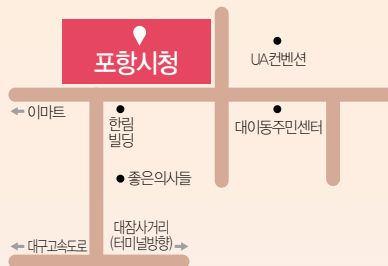 포항시청
UA컨벤션
← 이마트
한림
빌딩
대이동주민센터
좋은의사들
대잠사거리
(터미널방향) →
← 대구고속도로